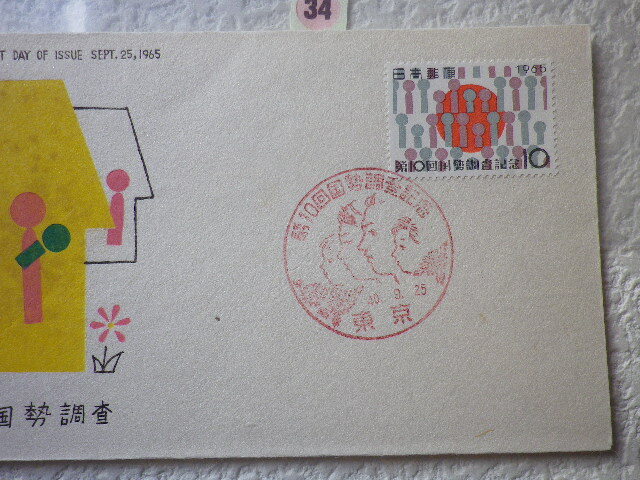 34
T DAY OF ISSUE SEPT. 25, 1965
日本郵便 1965
第10回国勢調査記念 10
第10回国勢調査記念
40.9.25
東京
国勢調査